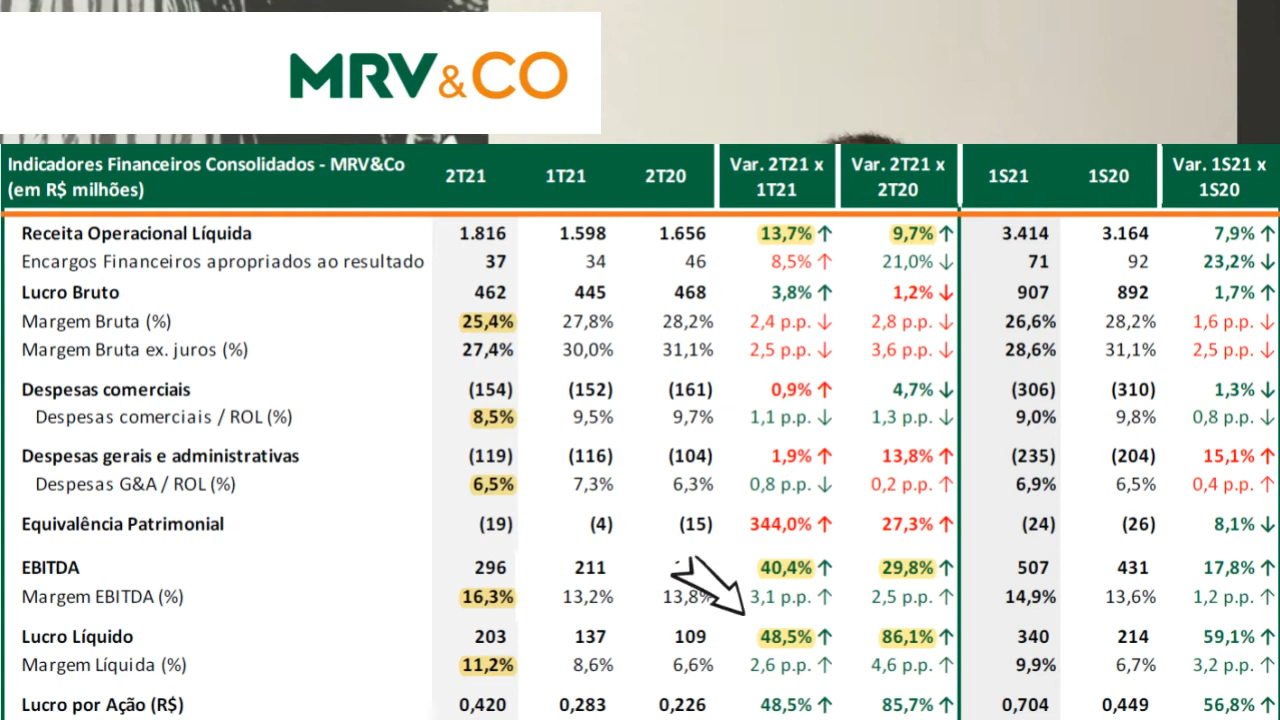 MRV&CO
Indicadores Financeiros Consolidados - MRV&Co
(em R$ milhões) 2T21 1T21 2T20 Var. 2T21 x 1T21 Var. 2T21 x 2T20 1S21 1S20 Var. 1S21 x 1S20
Receita Operacional Líquida 1.816 1.598 1.656 13,7% ↑ 9,7% ↑ 3.414 3.164 7,9% ↑
Encargos Financeiros apropriados ao resultado 37 34 46 8,5% ↑ 21,0% ↓ 71 92 23,2% ↓
Lucro Bruto 462 445 468 3,8% ↑ 1,2% ↓ 907 892 1,7% ↑
Margem Bruta (%) 25,4% 27,8% 28,2% 2,4 p.p. ↓ 2,8 p.p. ↓ 26,6% 28,2% 1,6 p.p. ↓
Margem Bruta ex. juros (%) 27,4% 30,0% 31,1% 2,5 p.p. ↓ 3,6 p.p. ↓ 28,6% 31,1% 2,5 p.p. ↓
Despesas comerciais (154) (152) (161) 0,9% ↑ 4,7% ↓ (306) (310) 1,3% ↓
Despesas comerciais / ROL (%) 8,5% 9,5% 9,7% 1,1 p.p. ↓ 1,3 p.p. ↓ 9,0% 9,8% 0,8 p.p. ↓
Despesas gerais e administrativas (119) (116) (104) 1,9% ↑ 13,8% ↑ (235) (204) 15,1% ↑
Despesas G&A / ROL (%) 6,5% 7,3% 6,3% 0,8 p.p. ↓ 0,2 p.p. ↑ 6,9% 6,5% 0,4 p.p. ↑
Equivalência Patrimonial (19) (4) (15) 344,0% ↑ 27,3% ↑ (24) (26) 8,1% ↓
EBITDA 296 211 40,4% ↑ 29,8% ↑ 507 431 17,8% ↑
Margem EBITDA (%) 16,3% 13,2% 13,8% 3,1 p.p. ↑ 2,5 p.p. ↑ 14,9% 13,6% 1,2 p.p. ↑
Lucro Líquido 203 137 109 48,5% ↑ 86,1% ↑ 340 214 59,1% ↑
Margem Líquida (%) 11,2% 8,6% 6,6% 2,6 p.p. ↑ 4,6 p.p. ↑ 9,9% 6,7% 3,2 p.p. ↑
Lucro por Ação (R$) 0,420 0,283 0,226 48,5% ↑ 85,7% ↑ 0,704 0,449 56,8% ↑